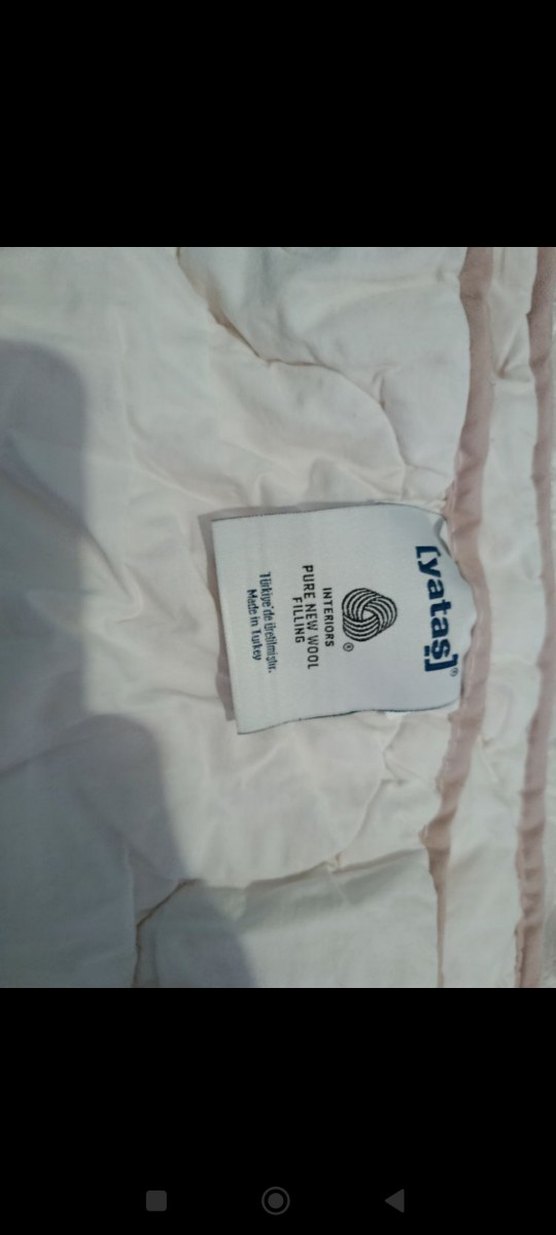 [yataş]®
®
INTERIORS
PURE NEW WOOL
FILLING
Türkiye'de üretilmiştir.
Made in Turkey